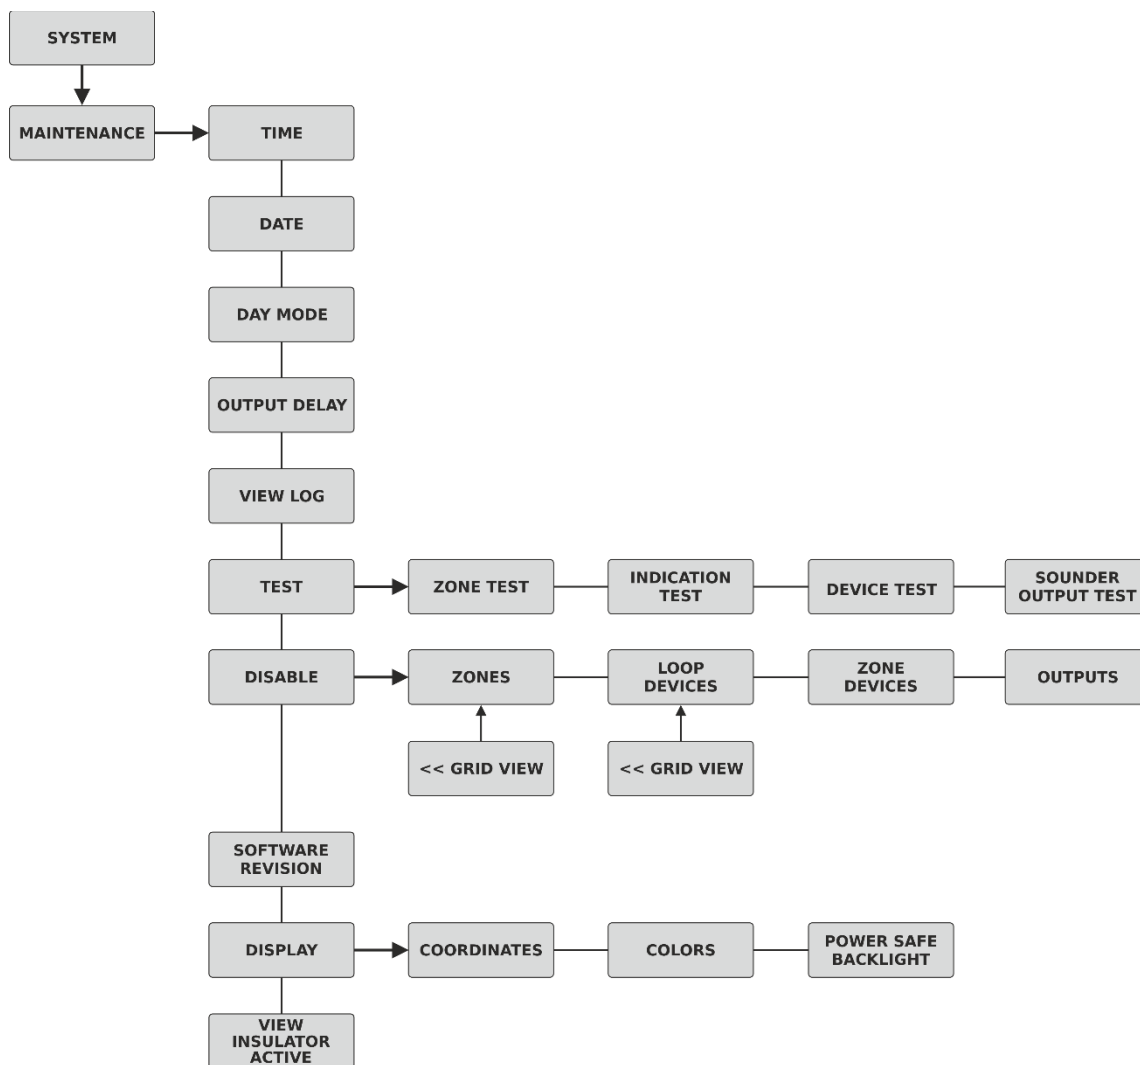 SYSTEM
MAINTENANCE
TIME
DATE
DAY MODE
OUTPUT DELAY
VIEW LOG
TEST
ZONE TEST
INDICATION
TEST
DEVICE TEST
SOUNDER
OUTPUT TEST
DISABLE
ZONES
LOOP
DEVICES
ZONE
DEVICES
OUTPUTS
<< GRID VIEW
<< GRID VIEW
SOFTWARE
REVISION
DISPLAY
COORDINATES
COLORS
POWER SAFE
BACKLIGHT
VIEW
INSULATOR
ACTIVE